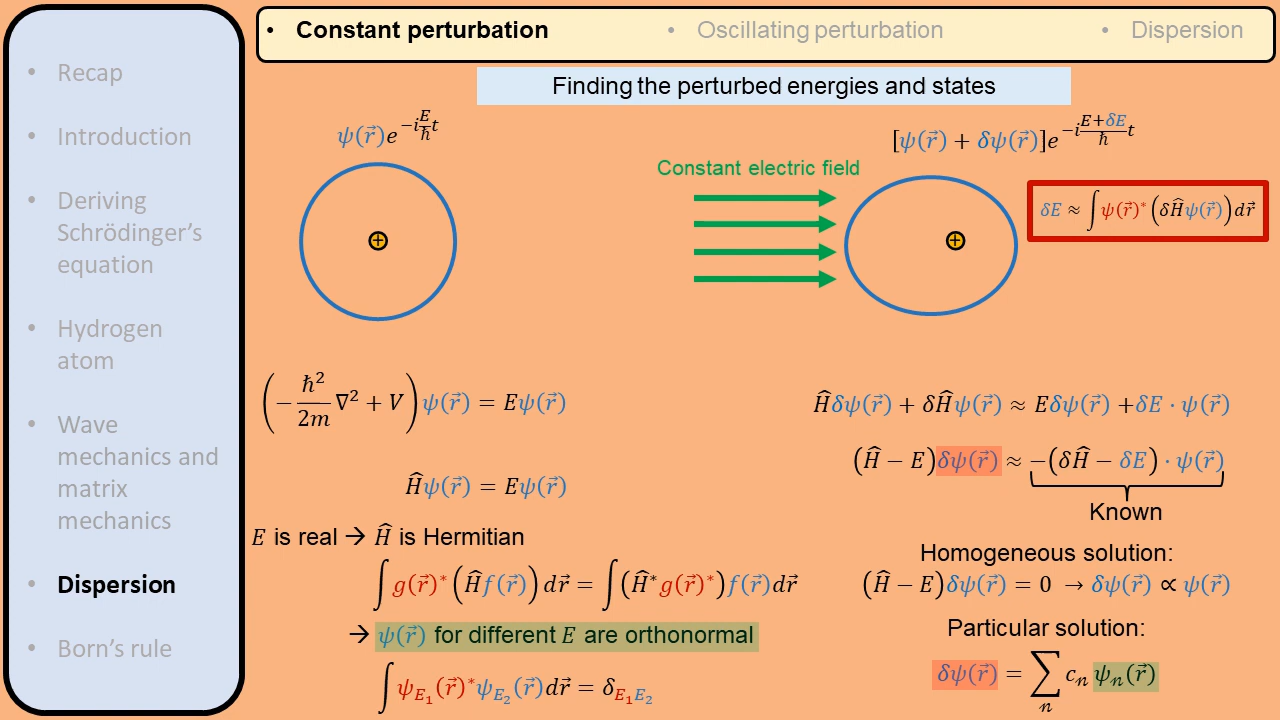 • Constant perturbation • Oscillating perturbation • Dispersion
• Recap
• Introduction
• Deriving
Schrödinger's
equation
• Hydrogen
atom
• Wave
mechanics and
matrix
mechanics
• Dispersion
• Born's rule
Finding the perturbed energies and states
ψ(r⃗)e^{−i(E/ħ)t}
[ψ(r⃗) + δψ(r⃗)]e^{−i((E+δE)/ħ)t}
Constant electric field
+
+
δE ≈ ∫ψ(r⃗)*(δĤψ(r⃗))dr⃗
(−(ħ²/2m)∇² + V)ψ(r⃗) = Eψ(r⃗)
Ĥψ(r⃗) = Eψ(r⃗)
E is real → Ĥ is Hermitian
∫g(r⃗)*(Ĥf(r⃗))dr⃗ = ∫(Ĥ*g(r⃗)*)f(r⃗)dr⃗
→ ψ(r⃗) for different E are orthonormal
∫ψ_{E₁}(r⃗)*ψ_{E₂}(r⃗)dr⃗ = δ_{E₁E₂}
Ĥδψ(r⃗) + δĤψ(r⃗) ≈ Eδψ(r⃗) +δE · ψ(r⃗)
(Ĥ − E)δψ(r⃗) ≈ −(δĤ − δE) · ψ(r⃗)
Known
Homogeneous solution:
(Ĥ − E)δψ(r⃗) = 0 → δψ(r⃗) ∝ ψ(r⃗)
Particular solution:
δψ(r⃗) = ∑_n c_n ψ_n(r⃗)